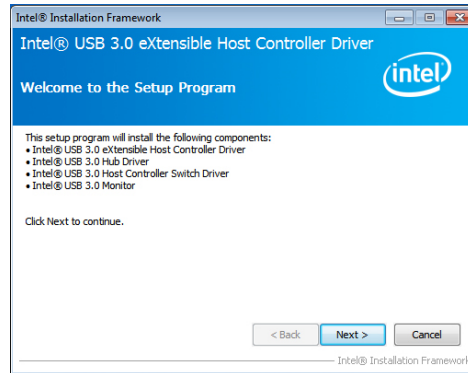 Intel® Installation Framework
Intel® USB 3.0 eXtensible Host Controller Driver
Welcome to the Setup Program
intel
This setup program will install the following components:
• Intel® USB 3.0 eXtensible Host Controller Driver
• Intel® USB 3.0 Hub Driver
• Intel® USB 3.0 Host Controller Switch Driver
• Intel® USB 3.0 Monitor
Click Next to continue.
< Back Next > Cancel
Intel® Installation Framework